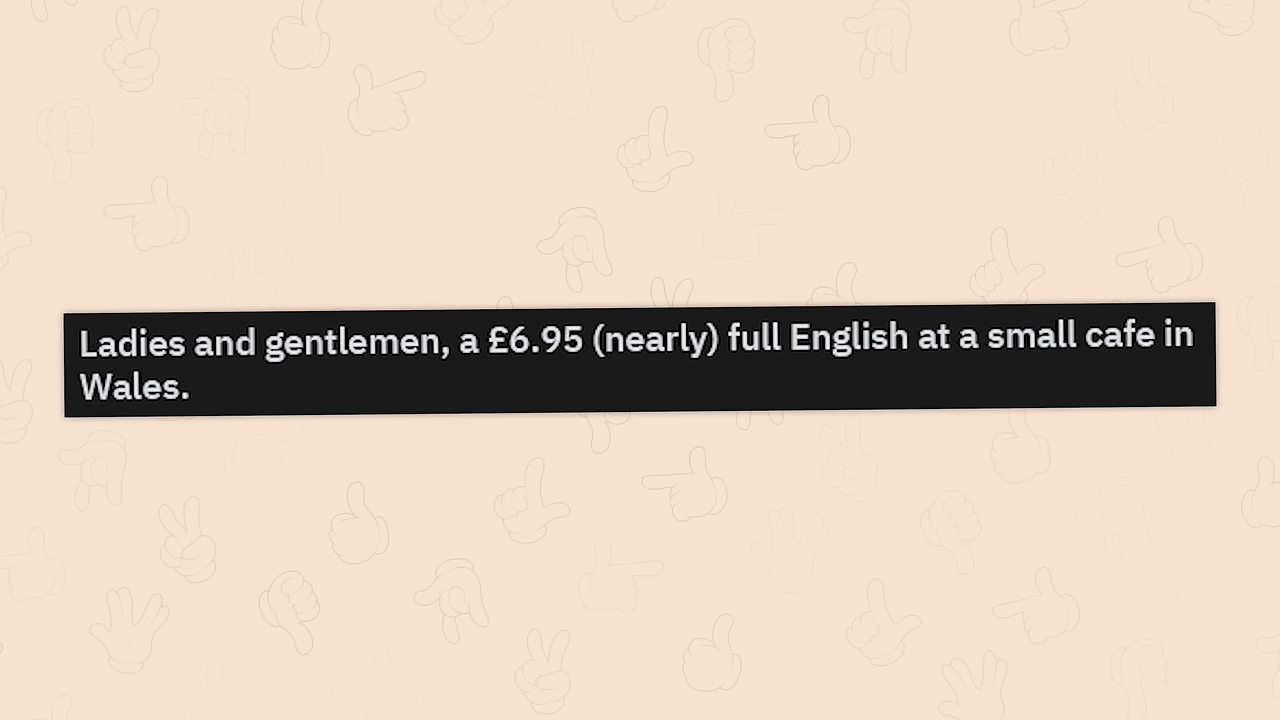 Ladies and gentlemen, a £6.95 (nearly) full English at a small cafe in
Wales.